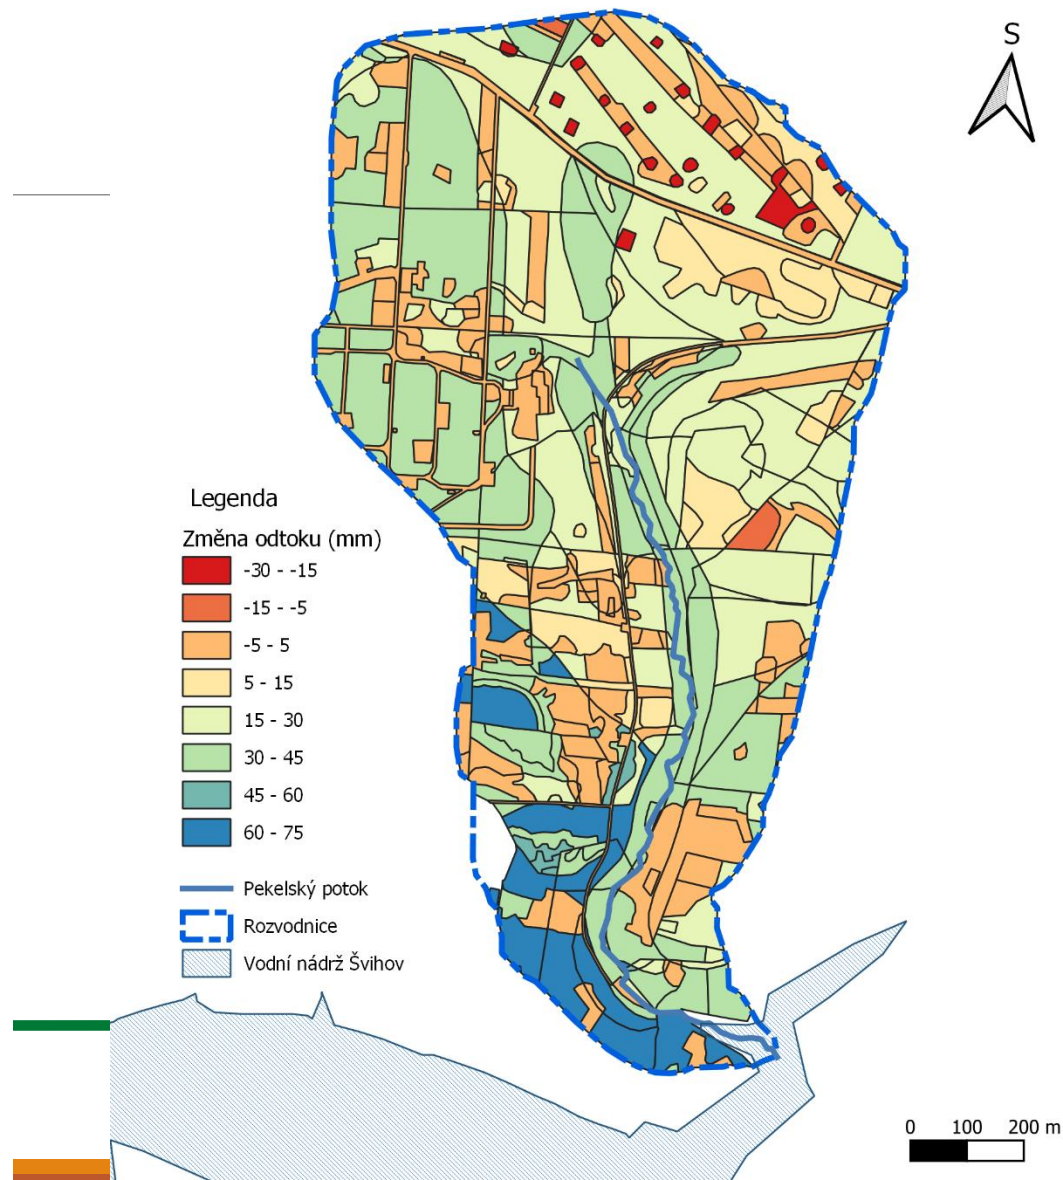 S
Legenda
Změna odtoku (mm)
-30 - -15
-15 - -5
-5 - 5
5 - 15
15 - 30
30 - 45
45 - 60
60 - 75
Pekelský potok
Rozvodnice
Vodní nádrž Švihov
0 100 200 m